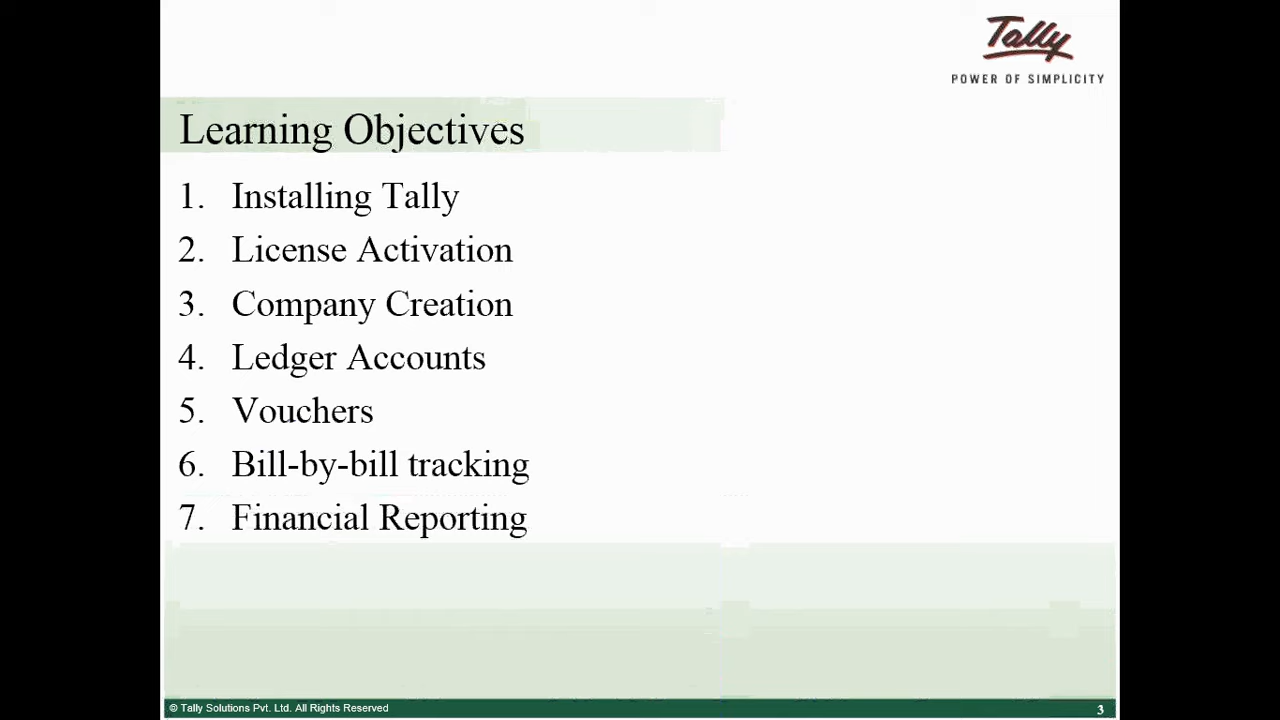 Tally
POWER OF SIMPLICITY
Learning Objectives
1. Installing Tally
2. License Activation
3. Company Creation
4. Ledger Accounts
5. Vouchers
6. Bill-by-bill tracking
7. Financial Reporting
© Tally Solutions Pvt. Ltd. All Rights Reserved
3